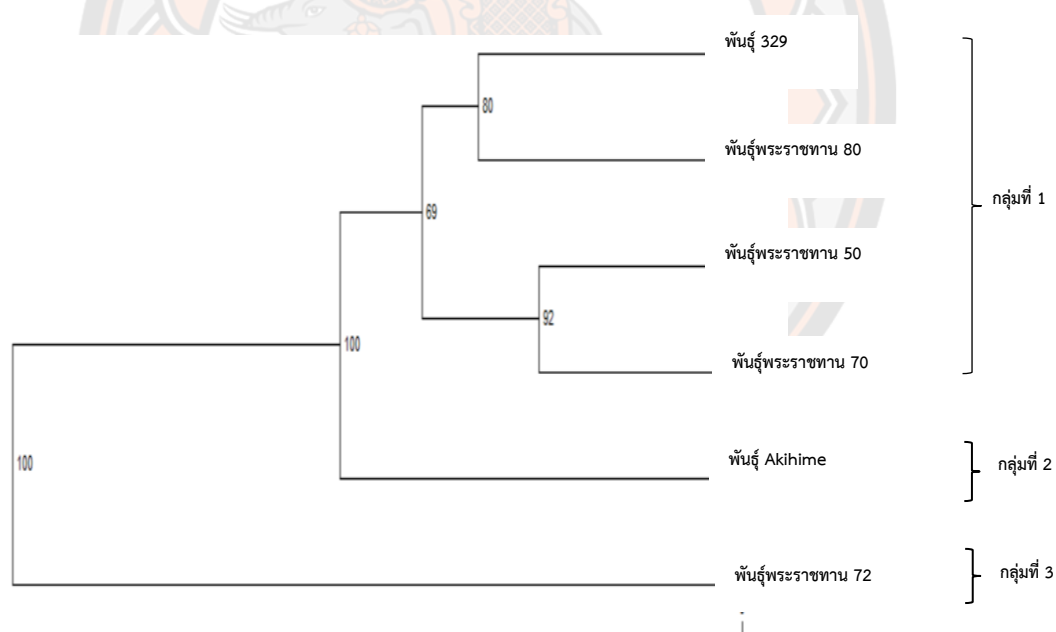 พันธุ์ 329
80
พันธุ์พระราชทาน 80
กลุ่มที่ 1
69
พันธุ์พระราชทาน 50
92
100
พันธุ์พระราชทาน 70
พันธุ์ Akihime
100
กลุ่มที่ 2
พันธุ์พระราชทาน 72
กลุ่มที่ 3